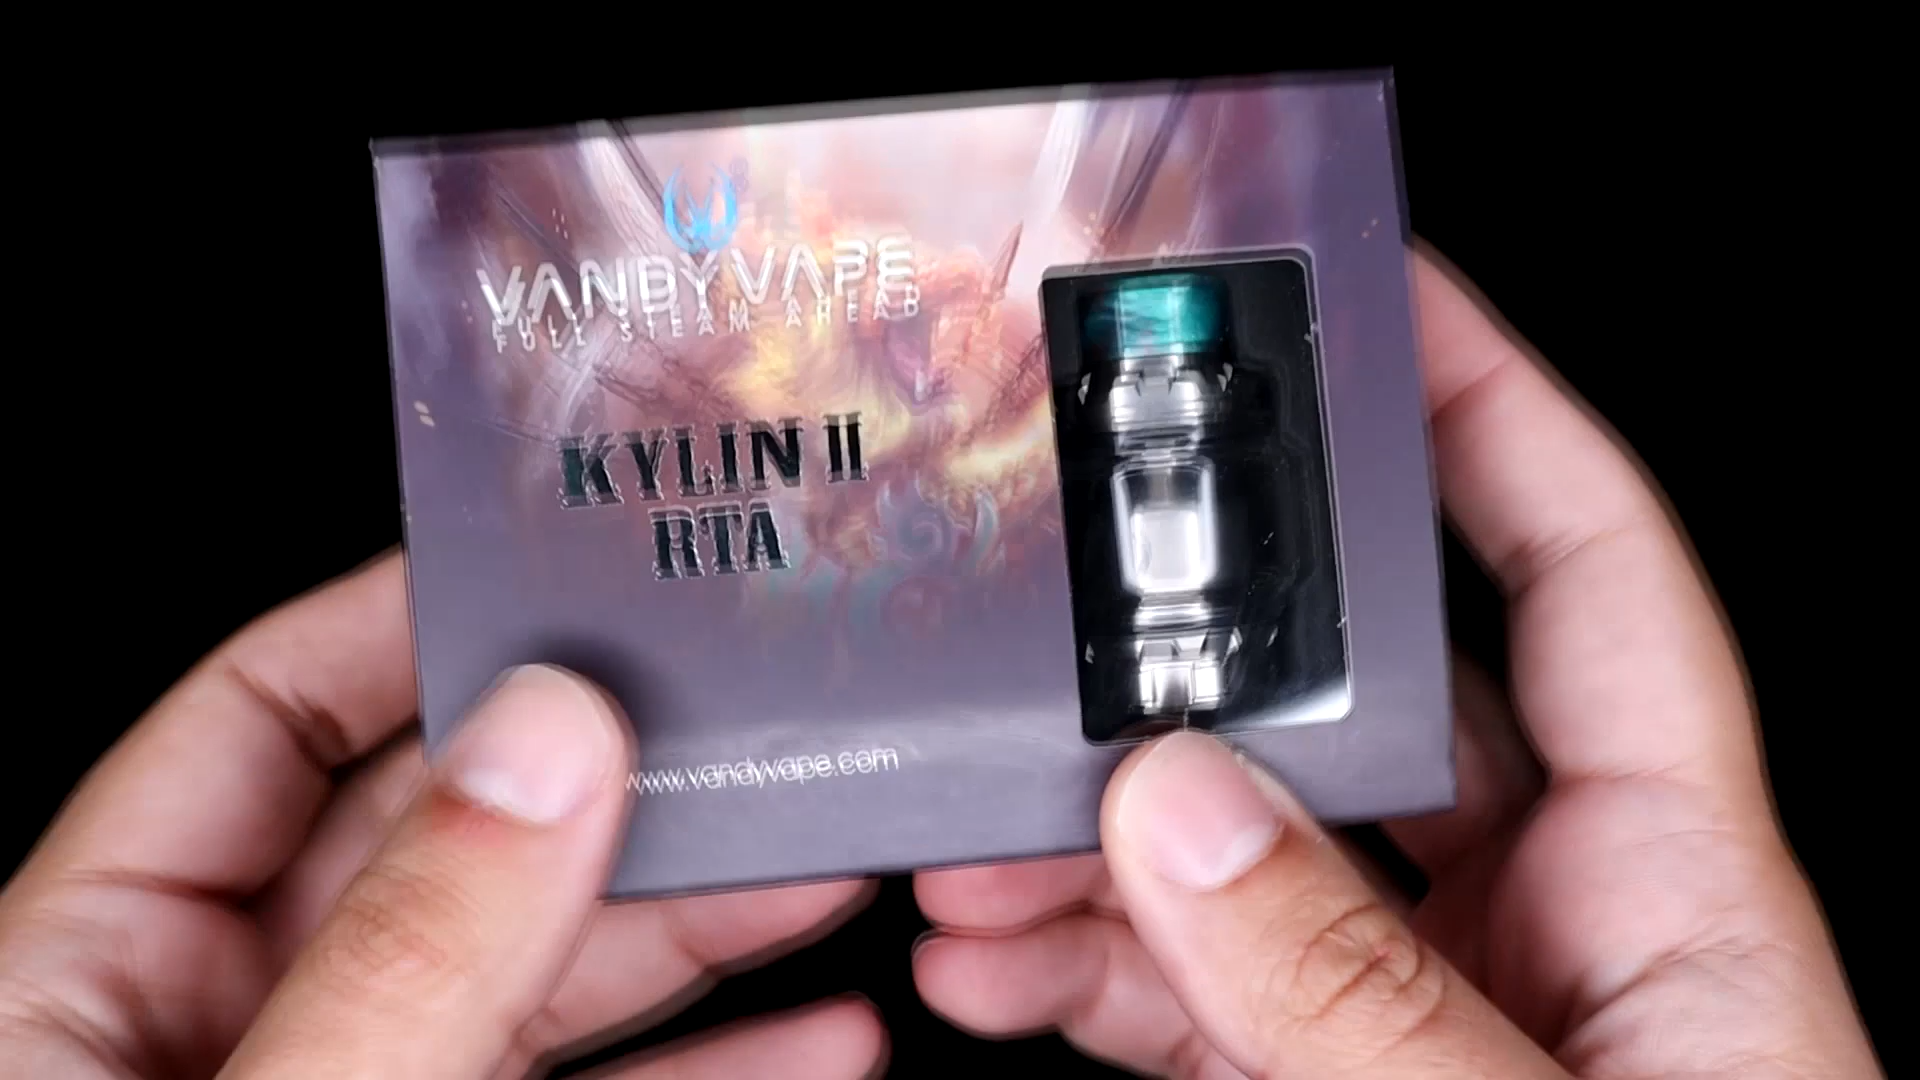 ®
VANDYVAPE
FULL STEAM AHEAD
KYLIN II
RTA
www.vandyvape.com